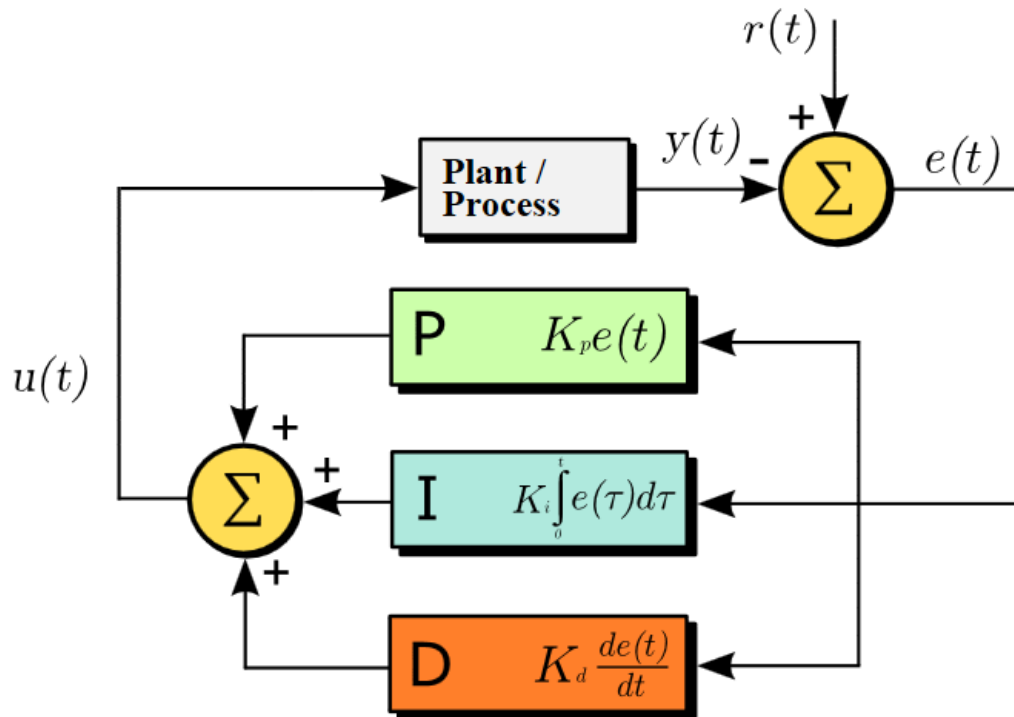 r(t)
+
Plant /
Process
y(t)
-
Σ
e(t)
P K_p e(t)
u(t)
+
+
Σ
I K_i ∫_0^t e(τ)dτ
+
D K_d de(t)/dt